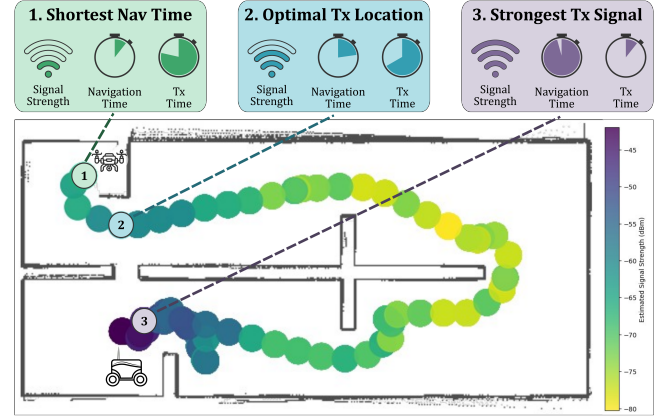 1. Shortest Nav Time
Signal
Strength
Navigation
Time
Tx
Time
2. Optimal Tx Location
Signal
Strength
Navigation
Time
Tx
Time
3. Strongest Tx Signal
Signal
Strength
Navigation
Time
Tx
Time
1
2
3
−45
−50
−55
−60
−65
−70
−75
−80
Estimated Signal Strength (dBm)